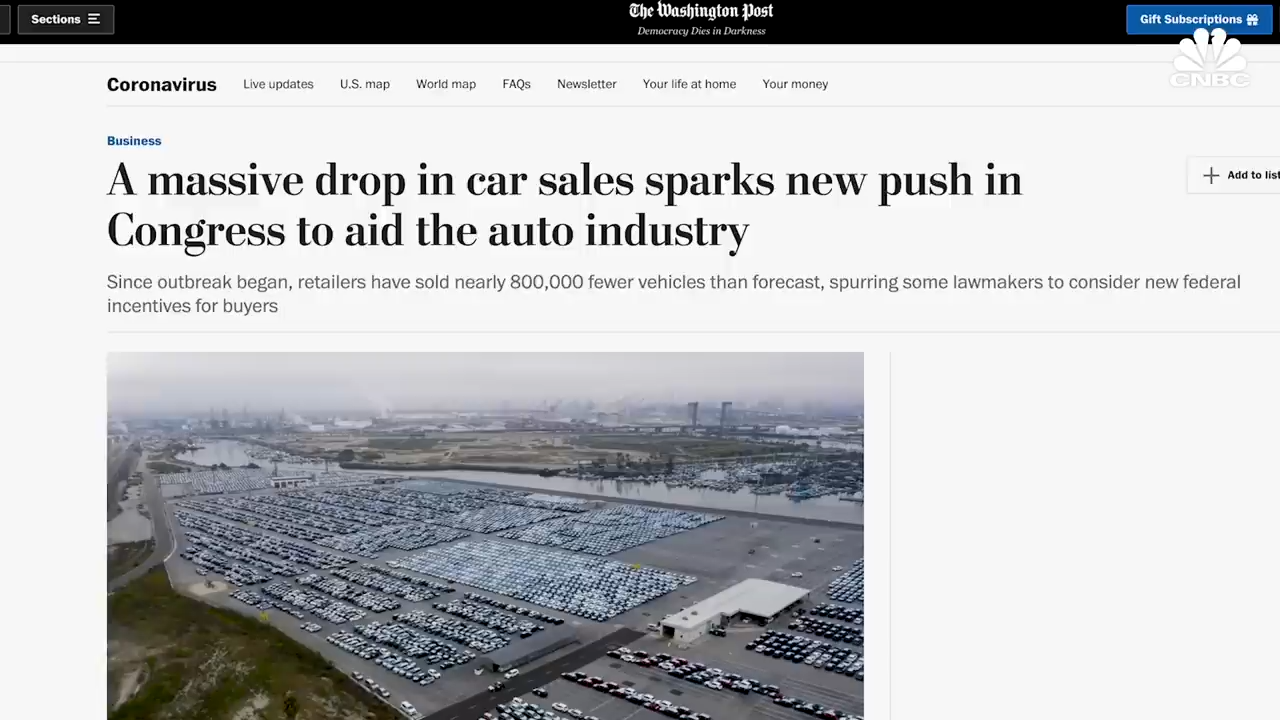 Sections
The Washington Post
Democracy Dies in Darkness
Gift Subscriptions
CNBC
Coronavirus Live updates U.S. map World map FAQs Newsletter Your life at home Your money
Business
A massive drop in car sales sparks new push in
Congress to aid the auto industry
Add to list
Since outbreak began, retailers have sold nearly 800,000 fewer vehicles than forecast, spurring some lawmakers to consider new federal
incentives for buyers